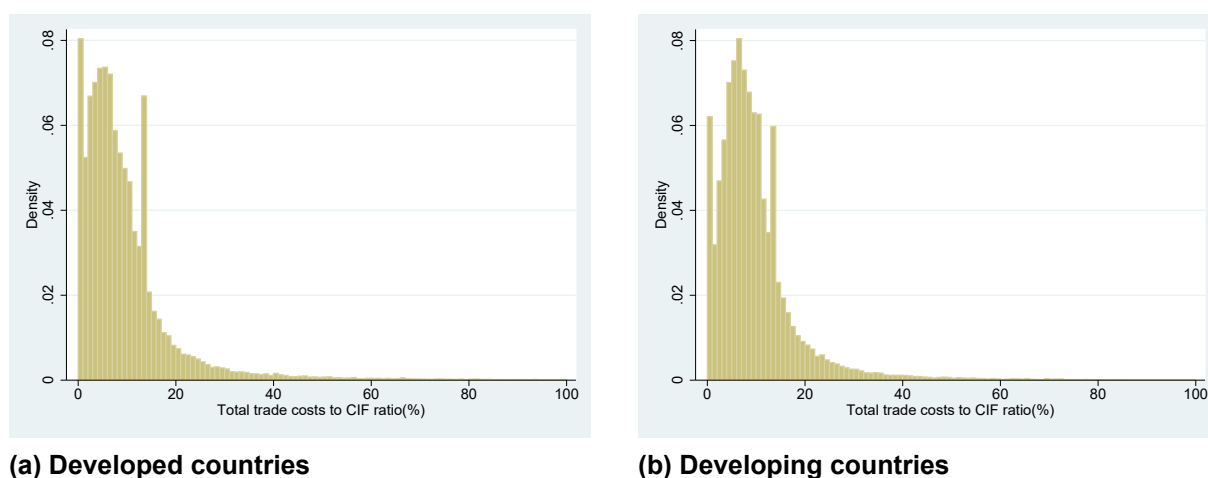 .08
.06
.04
.02
0
Density
0 20 40 60 80 100
Total trade costs to CIF ratio(%)
(a) Developed countries
.08
.06
.04
.02
0
Density
0 20 40 60 80 100
Total trade costs to CIF ratio(%)
(b) Developing countries